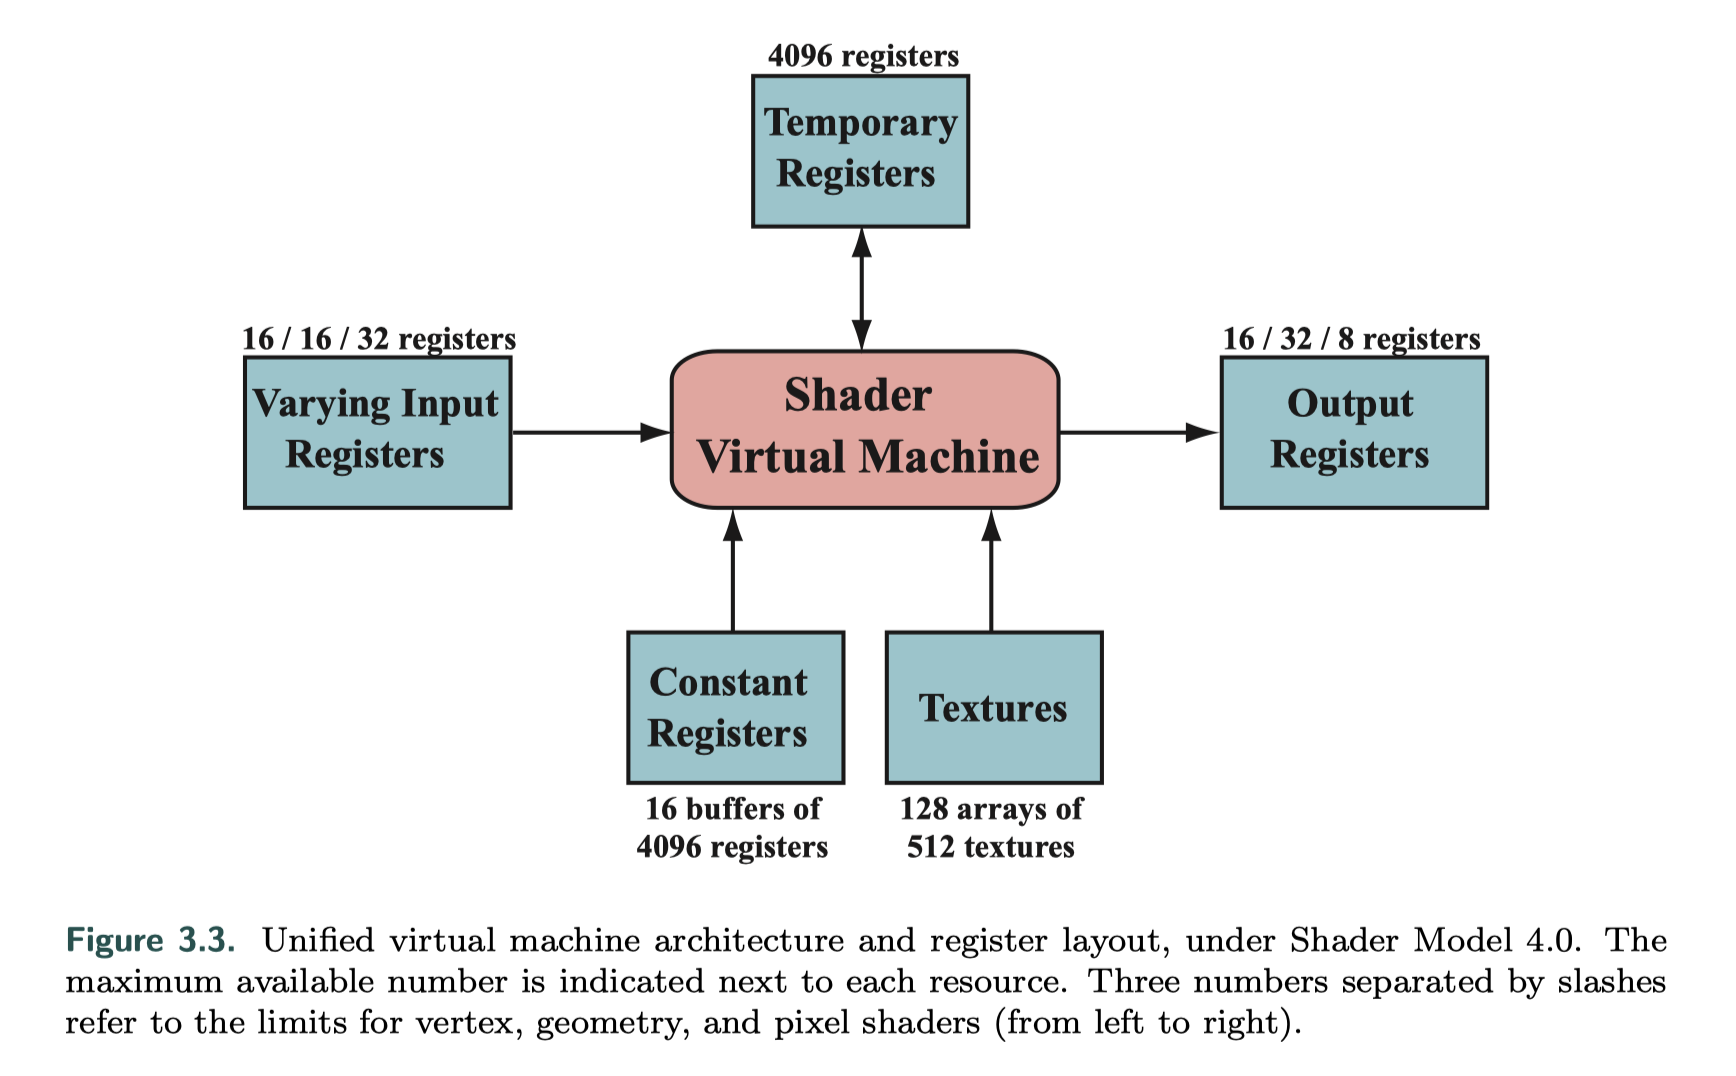 4096 registers
Temporary
Registers
16 / 16 / 32 registers
Varying Input
Registers
Shader
Virtual Machine
16 / 32 / 8 registers
Output
Registers
Constant
Registers
16 buffers of
4096 registers
Textures
128 arrays of
512 textures
Figure 3.3. Unified virtual machine architecture and register layout, under Shader Model 4.0. The
maximum available number is indicated next to each resource. Three numbers separated by slashes
refer to the limits for vertex, geometry, and pixel shaders (from left to right).